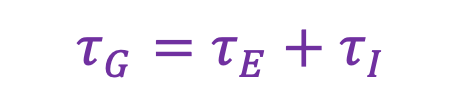 τ_G = τ_E + τ_I